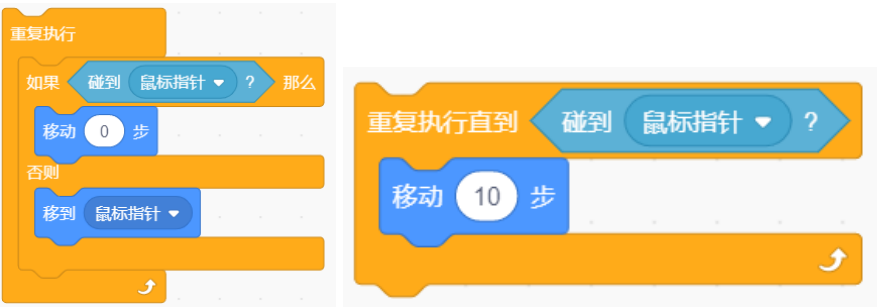 重复执行
如果 碰到 鼠标指针 ? 那么
移动 0 步
否则
移到 鼠标指针
重复执行直到 碰到 鼠标指针 ?
移动 10 步